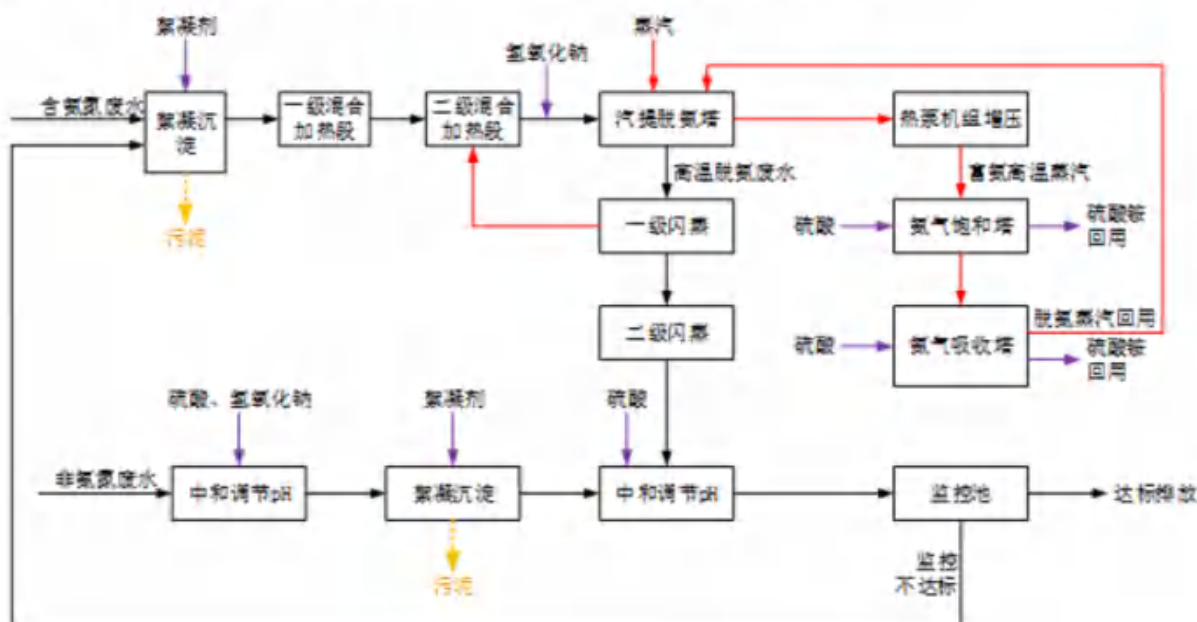 絮凝剂
蒸汽
氢氧化钠
含氨氮废水
絮凝沉
淀
一级混合
加热段
二级混合
加热段
汽提脱氨塔
热泵机组增压
高温脱氨废水
富氨高温蒸汽
污泥
一级闪蒸
硫酸
氨气饱和塔
硫酸铵
回用
二级闪蒸
硫酸
氨气吸收塔
脱氨蒸汽回用
硫酸铵
回用
硫酸、氢氧化钠
絮凝剂
硫酸
非氨氮废水
中和调节pH
絮凝沉淀
中和调节pH
监控池
达标排放
污泥
监控
不达标